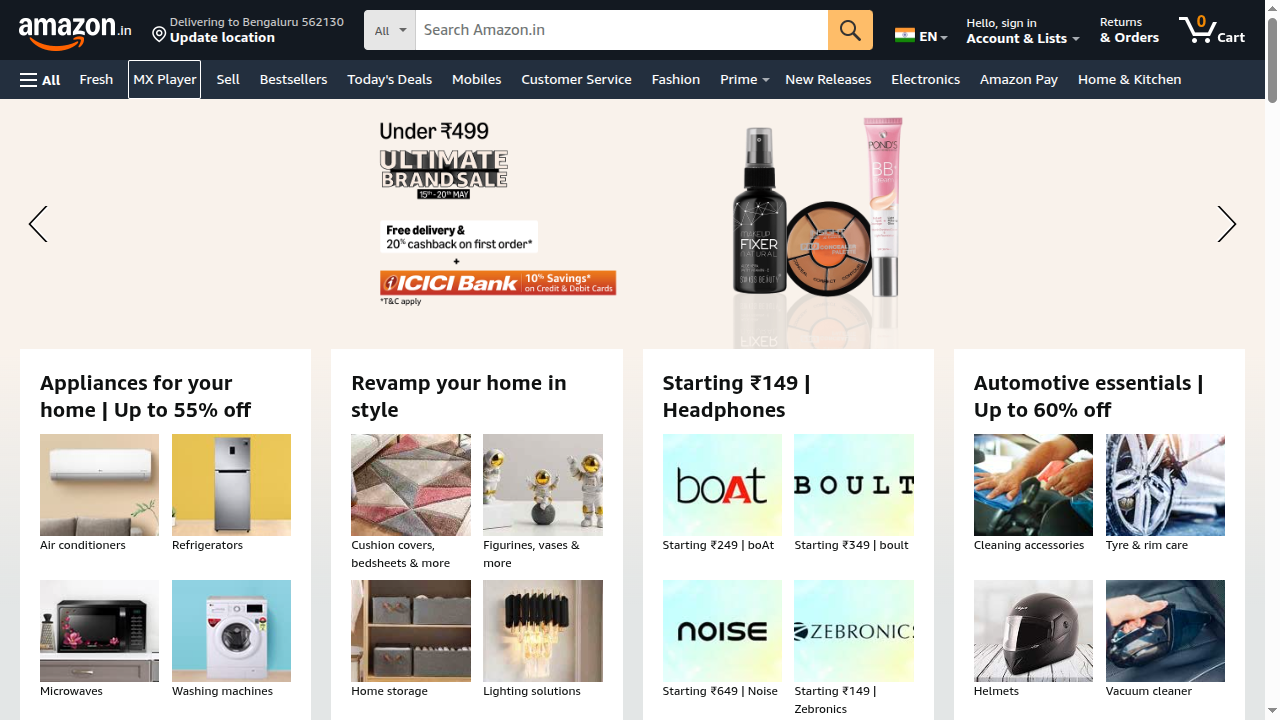 amazon.in
Delivering to Bengaluru 562130
Update location
All
Search Amazon.in
EN
Hello, sign in
Account & Lists
Returns
& Orders
0
Cart
All
Fresh
MX Player
Sell
Bestsellers
Today's Deals
Mobiles
Customer Service
Fashion
Prime
New Releases
Electronics
Amazon Pay
Home & Kitchen
Under ₹499
ULTIMATE
BRAND SALE
15th - 20th MAY
Free delivery &
20% cashback on first order*
+
ICICI Bank
10% Savings*
on Credit & Debit Cards
*T&C apply
MAKEUP
FIXER
NATURAL
SWISS BEAUTY
POND'S
BB+
Appliances for your
home | Up to 55% off
Air conditioners
Refrigerators
Microwaves
Washing machines
Revamp your home in
style
Cushion covers,
bedsheets & more
Figurines, vases &
more
Home storage
Lighting solutions
Starting ₹149 |
Headphones
boAt
BOULT
Starting ₹249 | boAt
Starting ₹349 | boult
NOISE
ZEBRONICS
Starting ₹649 | Noise
Starting ₹149 |
Zebronics
Automotive essentials |
Up to 60% off
Cleaning accessories
Tyre & rim care
Helmets
Vacuum cleaner